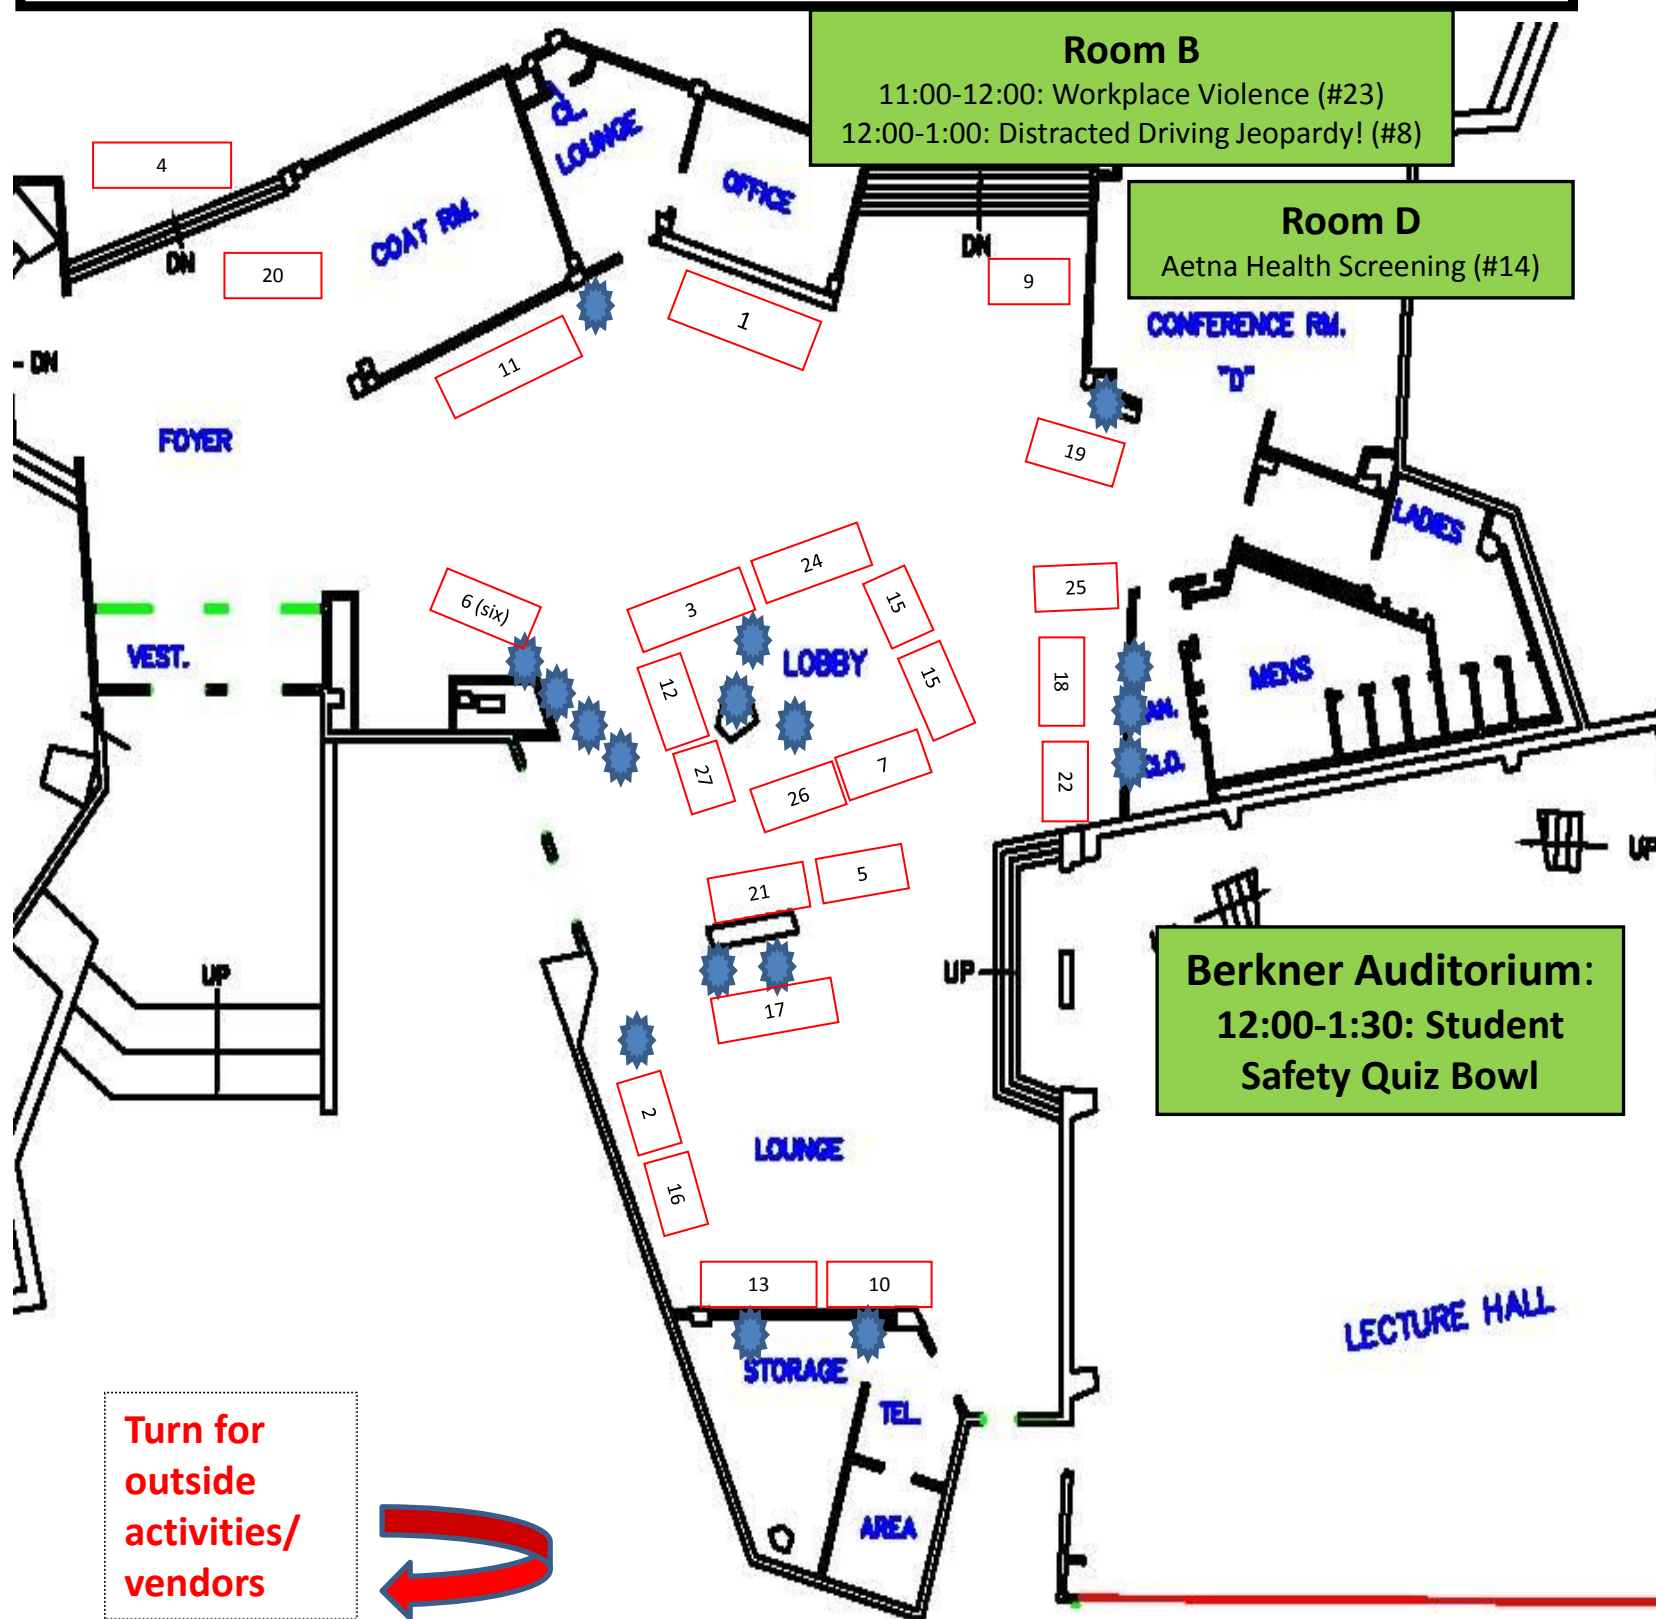 Room B
11:00-12:00: Workplace Violence (#23)
12:00-1:00: Distracted Driving Jeopardy! (#8)
Room D
Aetna Health Screening (#14)
CL.
LOUNGE
OFFICE
COAT RM.
4
DN
20
DN
9
1
11
CONFERENCE RM.
"D"
DN
FOYER
19
LADIES
24
3
15
25
6 (six)
VEST.
LOBBY
15
12
18
MENS
27
7
26
22
CLO.
UP
21
5
UP
UP
17
Berkner Auditorium:
12:00-1:30: Student
Safety Quiz Bowl
2
LOUNGE
16
13
10
STORAGE
LECTURE HALL
TEL.
AREA
Turn for
outside
activities/
vendors